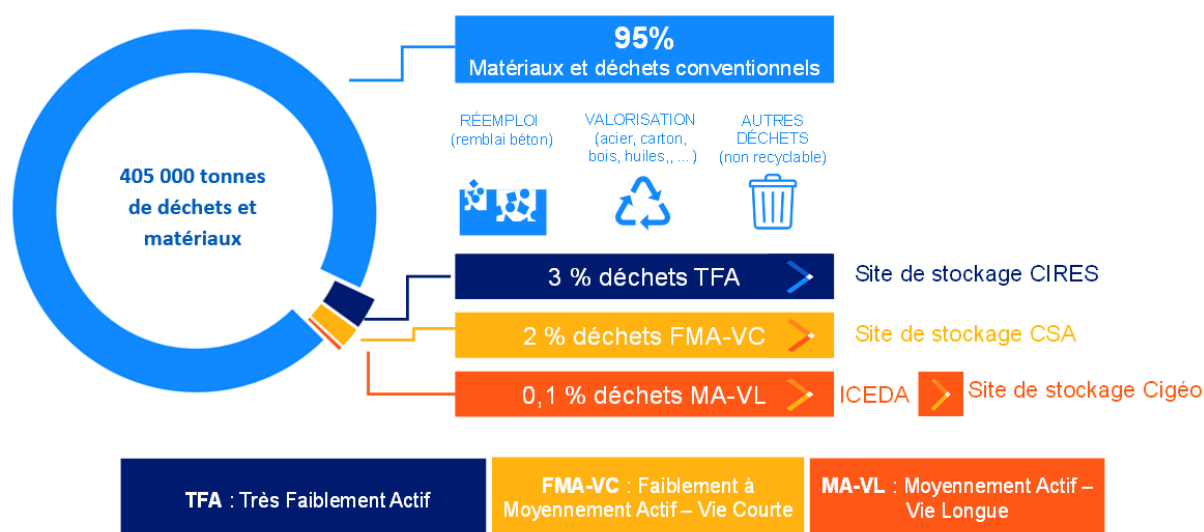 405 000 tonnes
de déchets et
matériaux
95%
Matériaux et déchets conventionnels
RÉEMPLOI
(remblai béton)
VALORISATION
(acier, carton,
bois, huiles,, ... )
AUTRES
DÉCHETS
(non recyclable)
3 % déchets TFA
Site de stockage CIRES
2 % déchets FMA-VC
Site de stockage CSA
0,1 % déchets MA-VL
ICEDA
Site de stockage Cigéo
TFA : Très Faiblement Actif
FMA-VC : Faiblement à
Moyennement Actif – Vie Courte
MA-VL : Moyennement Actif –
Vie Longue